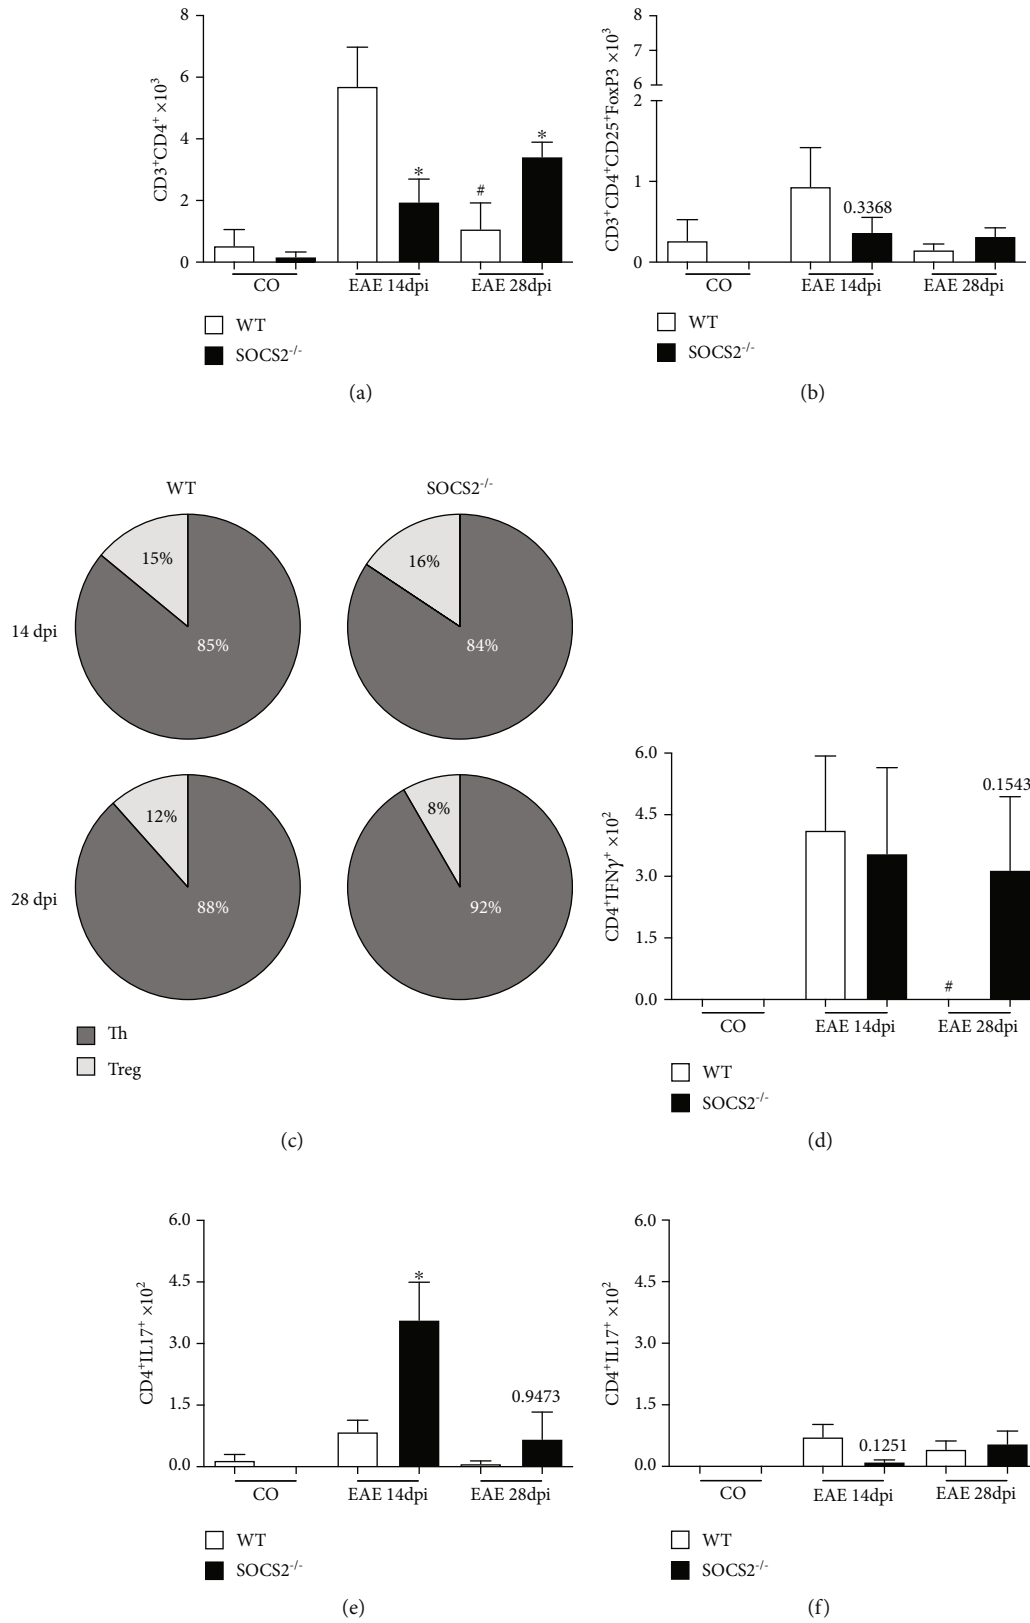 CD3⁺CD4⁺ ×10³
8
6
4
2
0
*
#
*
CO
EAE 14dpi
EAE 28dpi
WT
SOCS2⁻/⁻
(a)
CD3⁺CD4⁺CD25⁺FoxP3 ×10³
8
7
6
2
1
0
0.3368
CO
EAE 14dpi
EAE 28dpi
WT
SOCS2⁻/⁻
(b)
WT
SOCS2⁻/⁻
14 dpi
15%
85%
16%
84%
28 dpi
12%
88%
8%
92%
Th
Treg
(c)
CD4⁺IFNγ⁺ ×10²
6.0
4.5
3.0
1.5
0.0
#
0.1543
CO
EAE 14dpi
EAE 28dpi
WT
SOCS2⁻/⁻
(d)
CD4⁺IL17⁺ ×10²
6.0
4.5
3.0
1.5
0.0
*
0.9473
CO
EAE 14dpi
EAE 28dpi
WT
SOCS2⁻/⁻
(e)
CD4⁺IL17⁺ ×10²
6.0
4.5
3.0
1.5
0.0
0.1251
CO
EAE 14dpi
EAE 28dpi
WT
SOCS2⁻/⁻
(f)